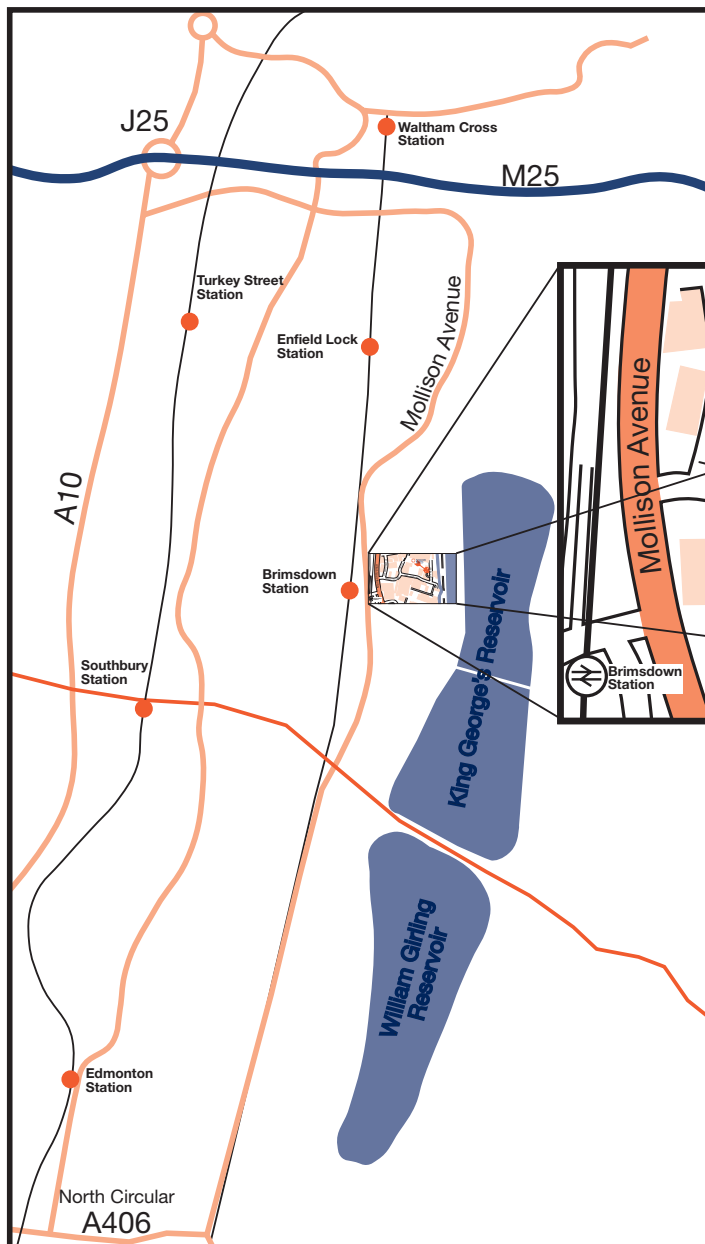 J25
Waltham Cross
Station
M25
Turkey Street
Station
Enfield Lock
Station
Mollison Avenue
Mollison Avenue
A10
Brimsdown
Station
King George's Reservoir
Southbury
Station
Brimsdown
Station
William Girling
Reservoir
Edmonton
Station
North Circular
A406